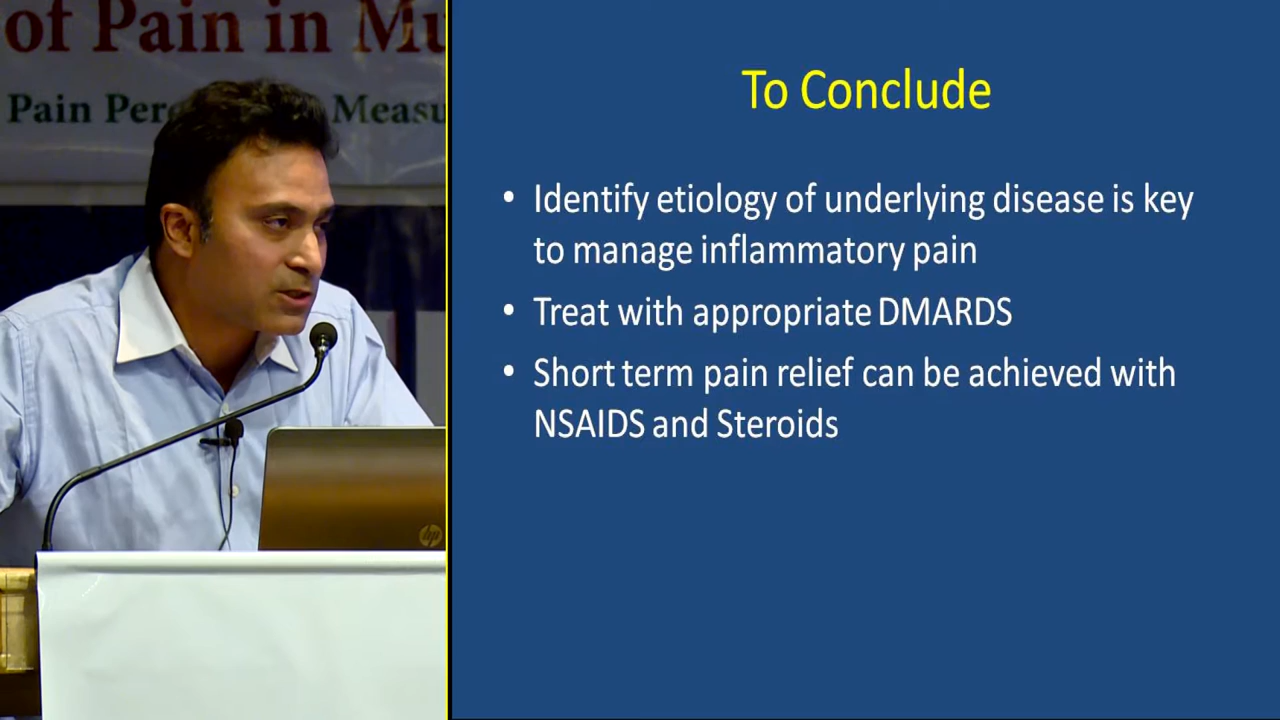 of Pain in Mu
Pain Per Measu
To Conclude
• Identify etiology of underlying disease is key
to manage inflammatory pain
• Treat with appropriate DMARDS
• Short term pain relief can be achieved with
NSAIDS and Steroids
hp